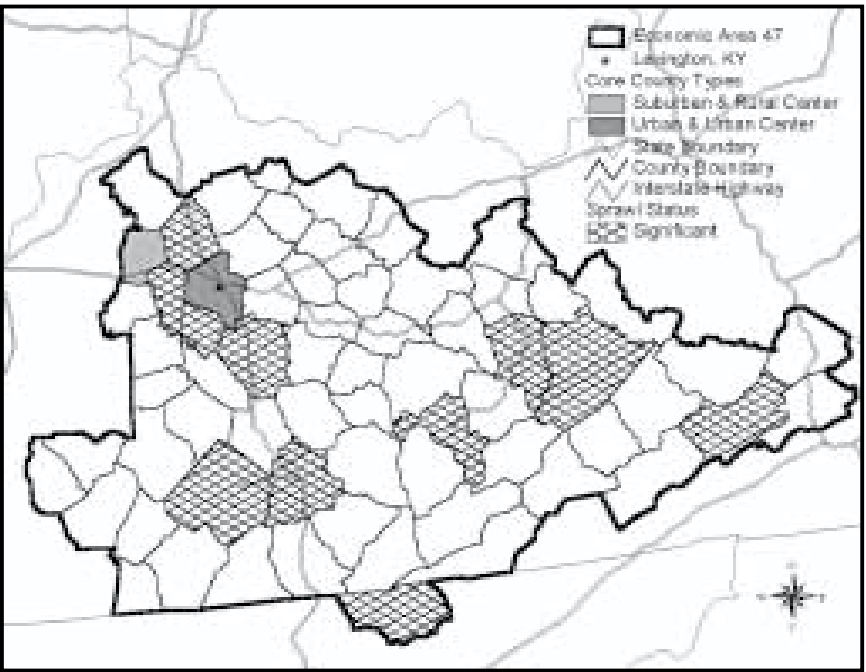 Economic Area 47
Lexington, KY
Core County Types
Suburban & Rural Center
Urban & Urban Center
State Boundary
County Boundary
Interstate Highway
Sprawl Status
Significant